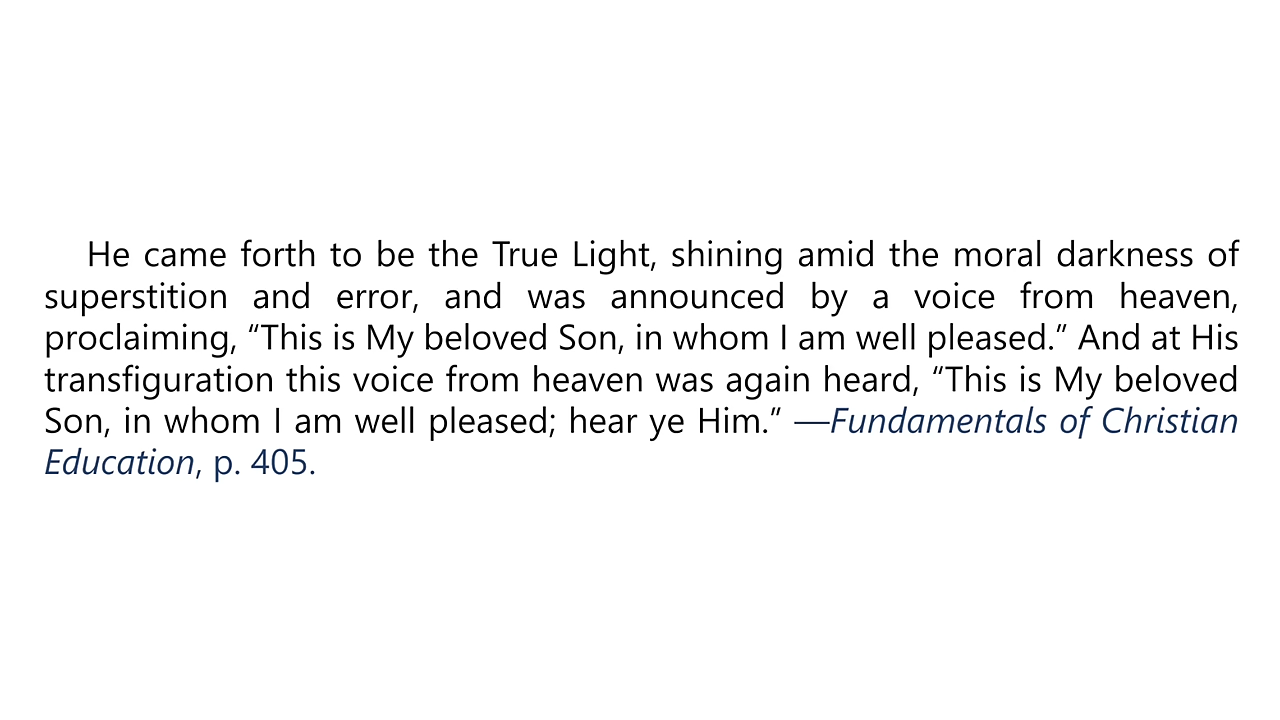 He came forth to be the True Light, shining amid the moral darkness of
superstition and error, and was announced by a voice from heaven,
proclaiming, “This is My beloved Son, in whom I am well pleased.” And at His
transfiguration this voice from heaven was again heard, “This is My beloved
Son, in whom I am well pleased; hear ye Him.” —Fundamentals of Christian
Education, p. 405.